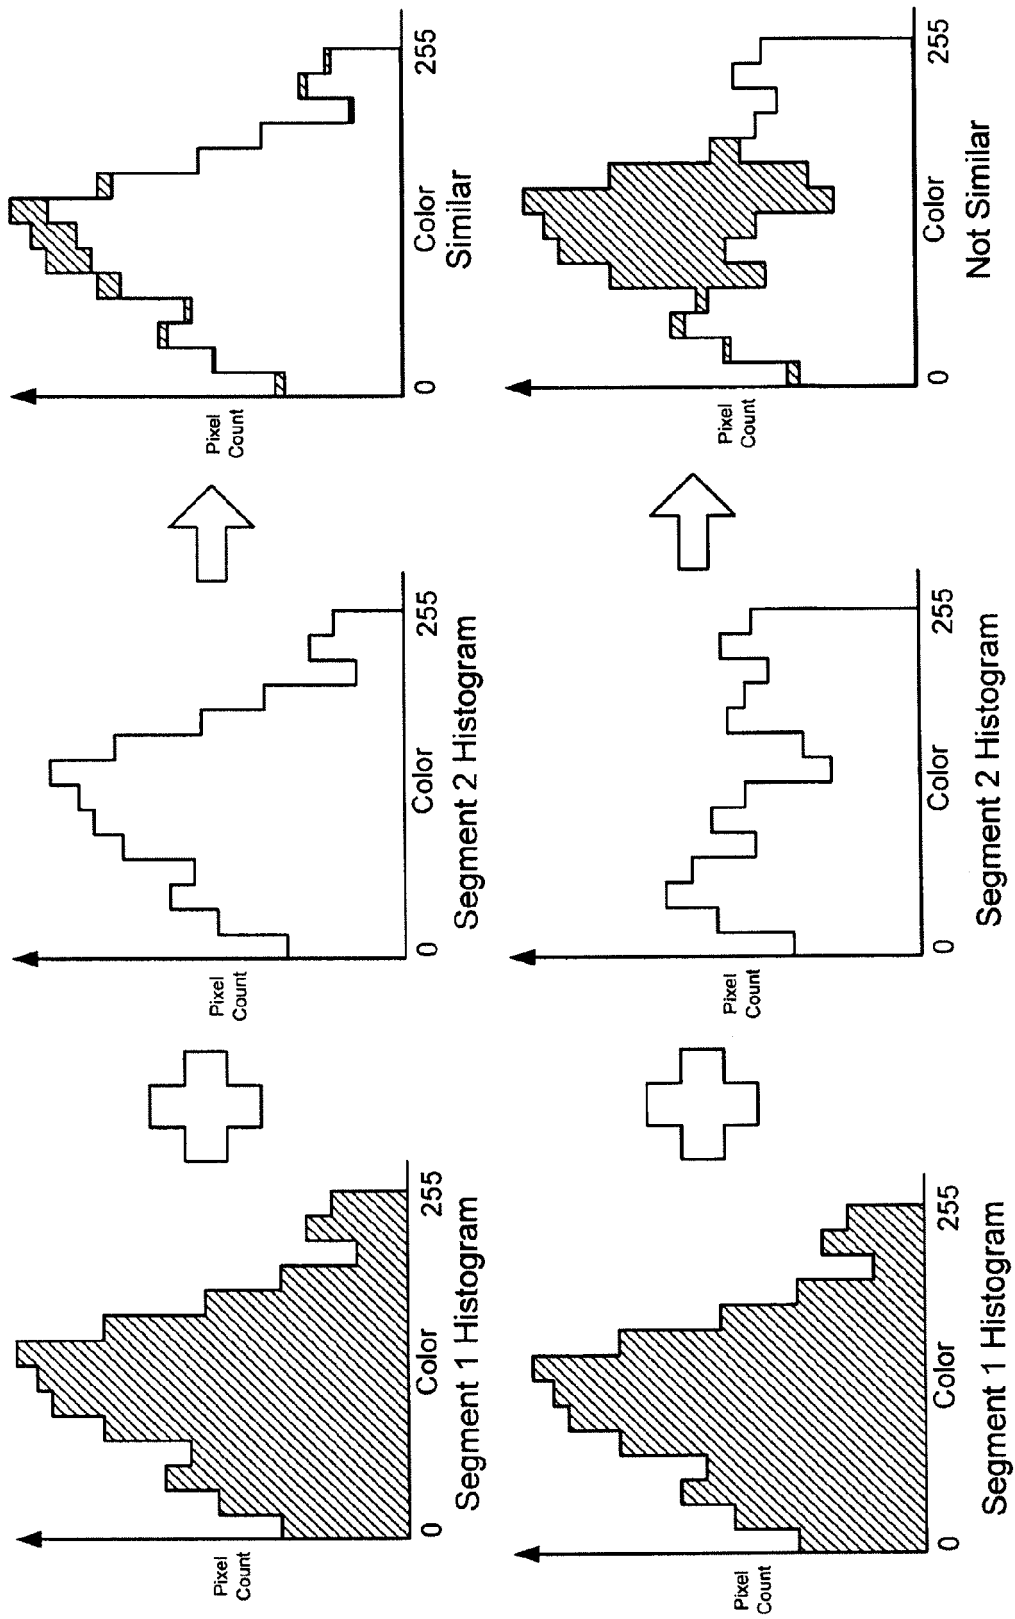 Pixel
Count
0 Color 255
Segment 1 Histogram
Pixel
Count
0 Color 255
Segment 2 Histogram
Pixel
Count
0 Color 255
Similar
Pixel
Count
0 Color 255
Segment 1 Histogram
Pixel
Count
0 Color 255
Segment 2 Histogram
Pixel
Count
0 Color 255
Not Similar